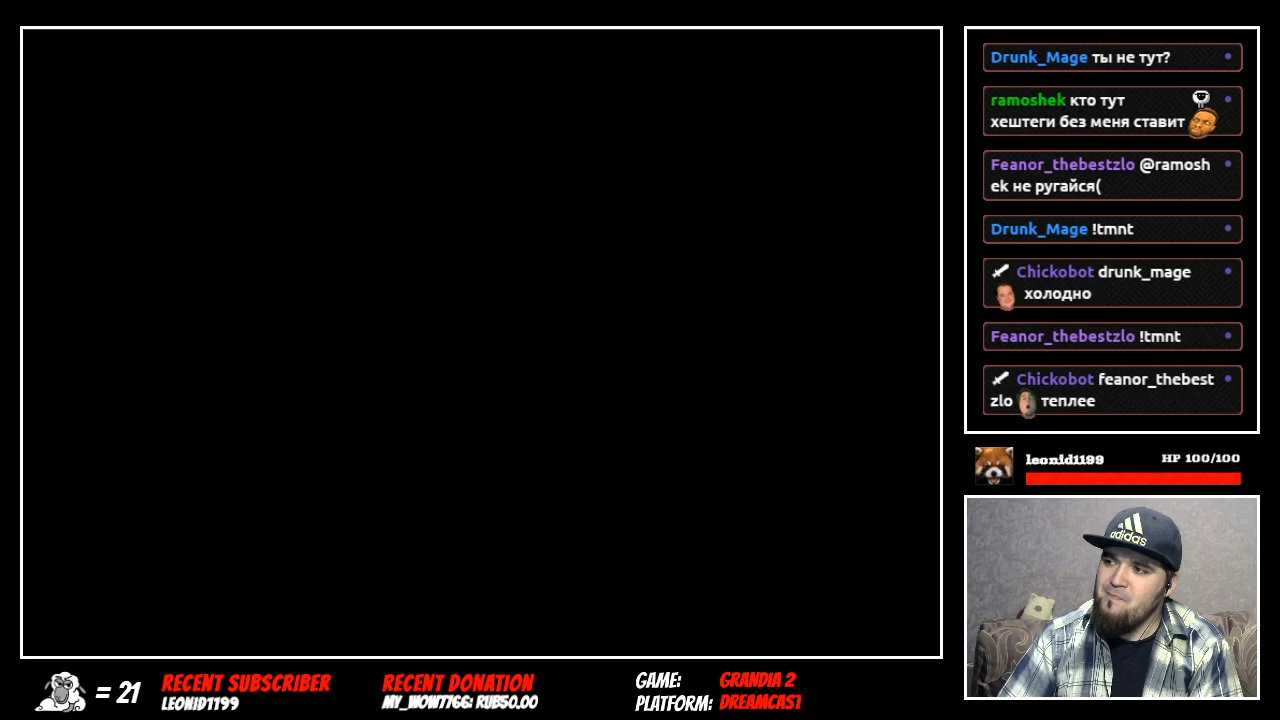 Drunk_Mage ты не тут?
ramoshek кто тут
хештеги без меня ставит
Feanor_thebestzlo @ramosh
ek не ругайся(
Drunk_Mage !tmnt
Chickobot drunk_mage
холодно
Feanor_thebestzlo !tmnt
Chickobot feanor_thebest
zlo теплее
leonid1199 HP 100/100
adidas
= 21
RECENT SUBSCRIBER
LEONID1199
RECENT DONATION
MY_WOW7766: RUB50.00
GAME: GRANDIA 2
PLATFORM: DREAMCAST